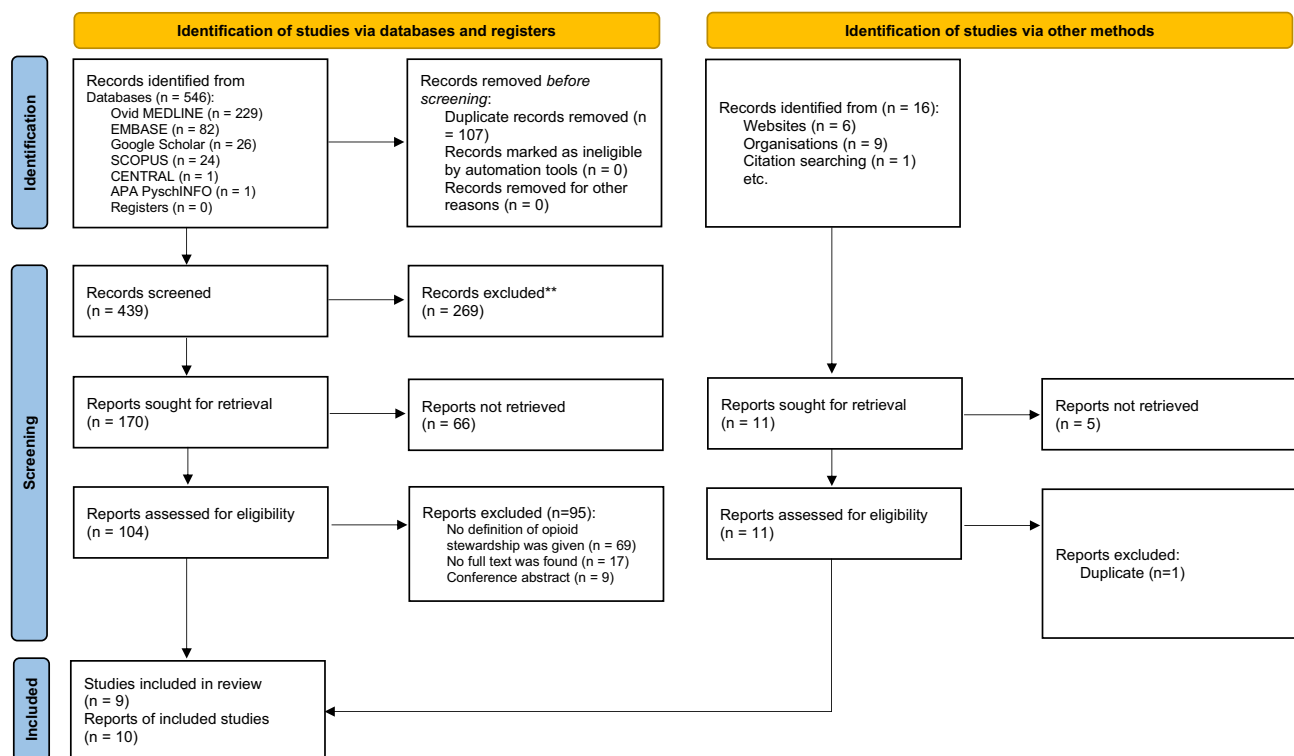 Identification of studies via databases and registers
Identification of studies via other methods
Identification
Records identified from
Databases (n = 546):
Ovid MEDLINE (n = 229)
EMBASE (n = 82)
Google Scholar (n = 26)
SCOPUS (n = 24)
CENTRAL (n = 1)
APA PyschINFO (n = 1)
Registers (n = 0)
Records removed before
screening:
Duplicate records removed (n
= 107)
Records marked as ineligible
by automation tools (n = 0)
Records removed for other
reasons (n = 0)
Records identified from (n = 16):
Websites (n = 6)
Organisations (n = 9)
Citation searching (n = 1)
etc.
Screening
Records screened
(n = 439)
Records excluded**
(n = 269)
Reports sought for retrieval
(n = 170)
Reports not retrieved
(n = 66)
Reports sought for retrieval
(n = 11)
Reports not retrieved
(n = 5)
Reports assessed for eligibility
(n = 104)
Reports excluded (n=95):
No definition of opioid
stewardship was given (n = 69)
No full text was found (n = 17)
Conference abstract (n = 9)
Reports assessed for eligibility
(n = 11)
Reports excluded:
Duplicate (n=1)
Included
Studies included in review
(n = 9)
Reports of included studies
(n = 10)